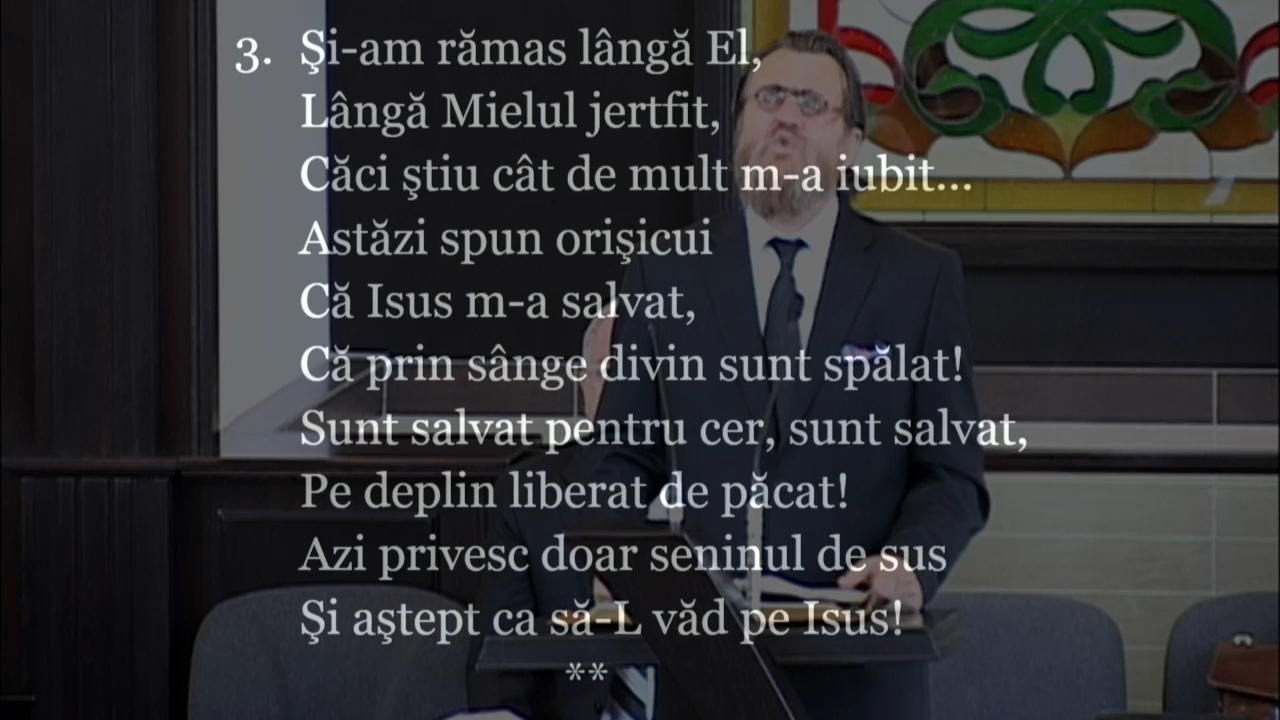 3. Şi-am rămas lângă El,
Lângă Mielul jertfit,
Căci ştiu cât de mult m-a iubit...
Astăzi spun orişicui
Că Isus m-a salvat,
Că prin sânge divin sunt spălat!
Sunt salvat pentru cer, sunt salvat,
Pe deplin liberat de păcat!
Azi privesc doar seninul de sus
Şi aştept ca să-L văd pe Isus!
**